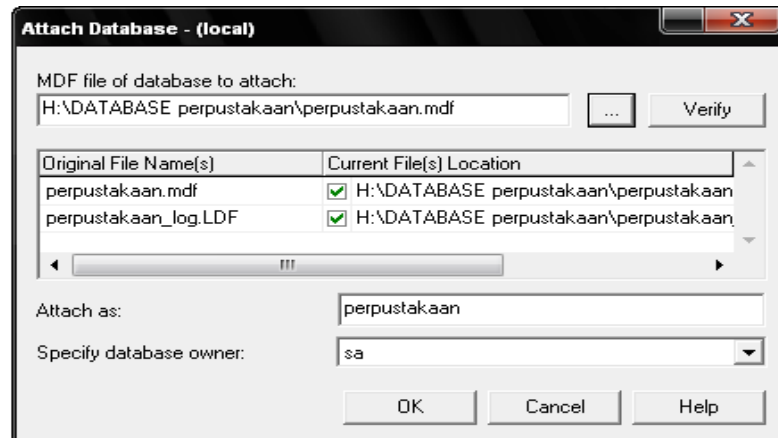 Attach Database - (local)
MDF file of database to attach:
H:\DATABASE perpustakaan\perpustakaan.mdf
... Verify
Original File Name(s) Current File(s) Location
perpustakaan.mdf H:\DATABASE perpustakaan\perpustakaan
perpustakaan_log.LDF H:\DATABASE perpustakaan\perpustakaan_
Attach as: perpustakaan
Specify database owner: sa
OK Cancel Help